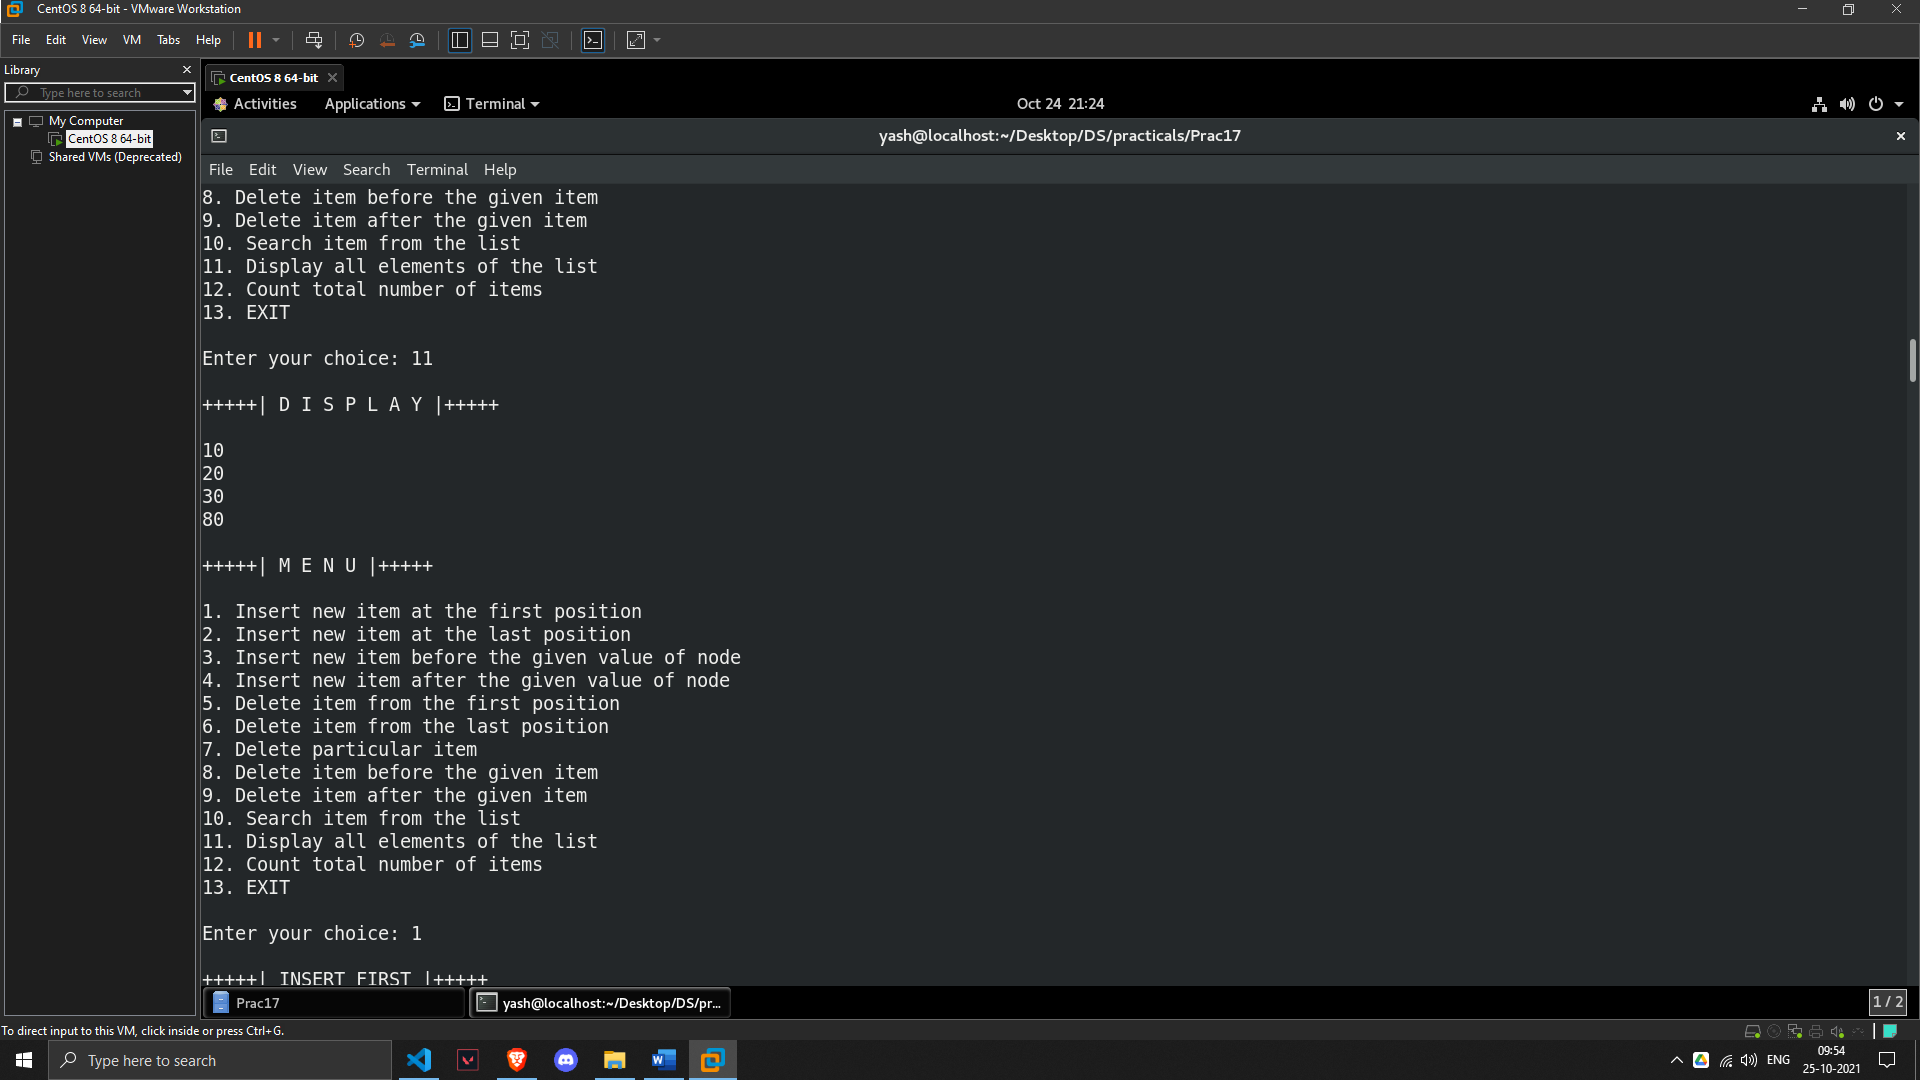 CentOS 8 64-bit - VMware Workstation
File Edit View VM Tabs Help
Library
Type here to search
My Computer
CentOS 8 64-bit
Shared VMs (Deprecated)
CentOS 8 64-bit
Activities Applications Terminal Oct 24 21:24
yash@localhost:~/Desktop/DS/practicals/Prac17
File Edit View Search Terminal Help
8. Delete item before the given item
9. Delete item after the given item
10. Search item from the list
11. Display all elements of the list
12. Count total number of items
13. EXIT
Enter your choice: 11
+++++| D I S P L A Y |+++++
10
20
30
80
+++++| M E N U |+++++
1. Insert new item at the first position
2. Insert new item at the last position
3. Insert new item before the given value of node
4. Insert new item after the given value of node
5. Delete item from the first position
6. Delete item from the last position
7. Delete particular item
8. Delete item before the given item
9. Delete item after the given item
10. Search item from the list
11. Display all elements of the list
12. Count total number of items
13. EXIT
Enter your choice: 1
+++++| INSERT FIRST |+++++
Prac17 yash@localhost:~/Desktop/DS/pr... 1 / 2
To direct input to this VM, click inside or press Ctrl+G.
Type here to search
ENG
09:54
25-10-2021